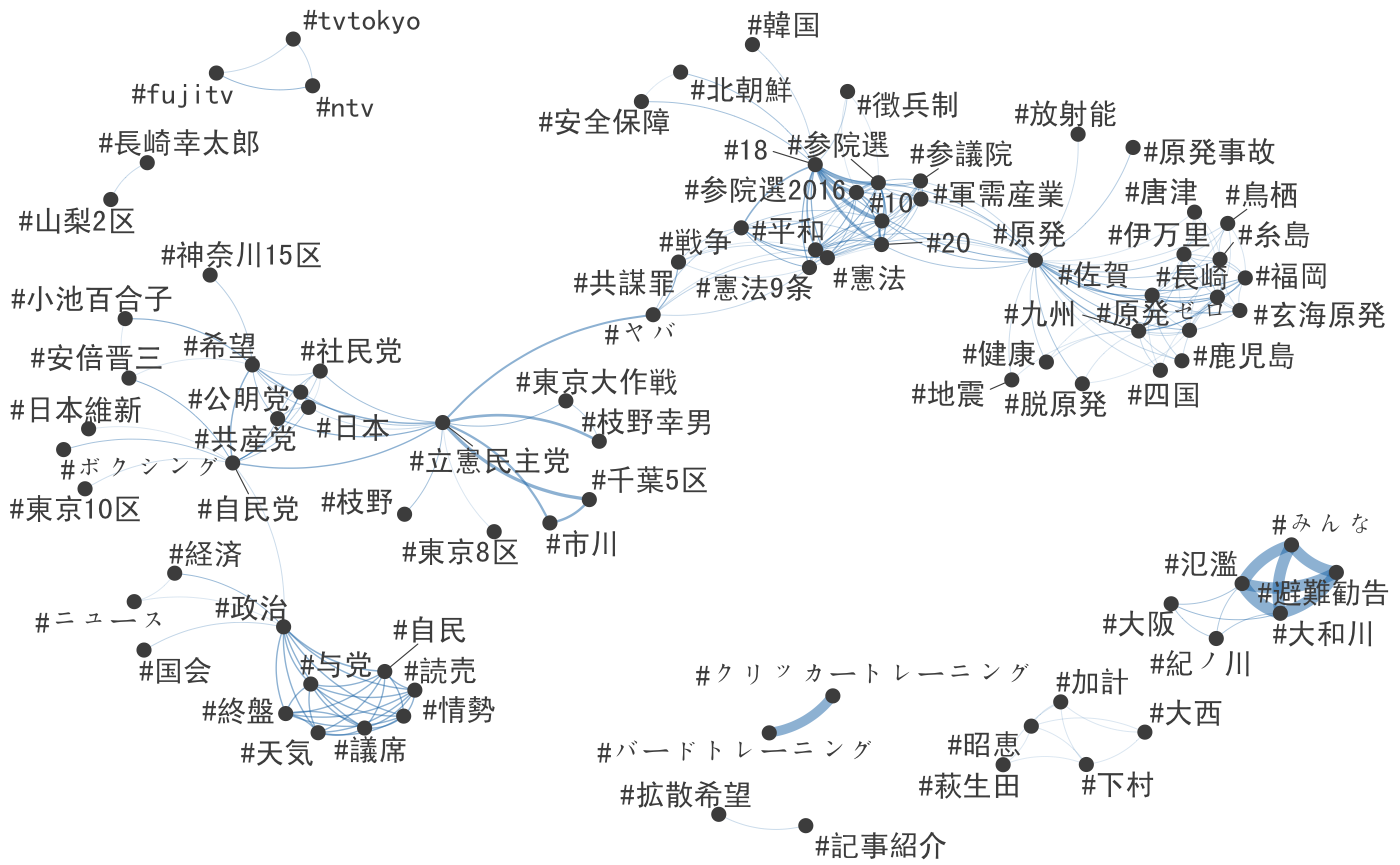 #tvtokyo
#fujitv
#ntv
#長崎幸太郎
#山梨2区
#韓国
#北朝鮮
#安全保障
#徴兵制
#18
#参院選
#参議院
#参院選2016
#10
#軍需産業
#戦争
#平和
#20
#共謀罪
#憲法9条
#憲法
#ヤバ
#放射能
#原発事故
#唐津
#鳥栖
#原発
#伊万里
#糸島
#佐賀
#長崎
#福岡
#九州
#原発ゼロ
#玄海原発
#健康
#鹿児島
#地震
#脱原発
#四国
#神奈川15区
#小池百合子
#安倍晋三
#希望
#社民党
#日本維新
#公明党
#日本
#共産党
#ボクシング
#東京10区
#自民党
#東京大作戦
#枝野幸男
#立憲民主党
#千葉5区
#枝野
#東京8区
#市川
#経済
#ニュース
#政治
#国会
#自民
#与党
#読売
#終盤
#情勢
#天気
#議席
#みんな
#氾濫
#避難勧告
#大阪
#大和川
#紀ノ川
#クリッカートレーニング
#バードトレーニング
#加計
#大西
#昭恵
#萩生田
#下村
#拡散希望
#記事紹介